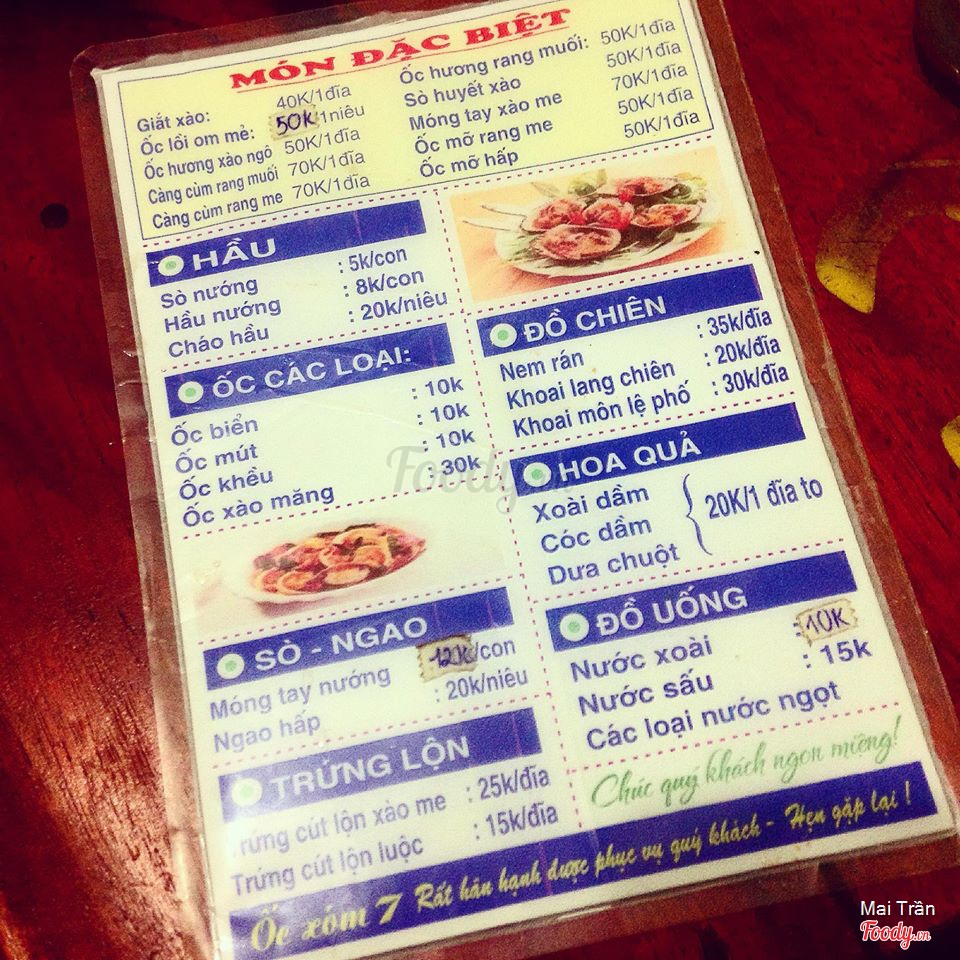 MÓN ĐẶC BIỆT
Giắt xào: 40K/1đĩa
Ốc lồi om mẻ: 50K 1niêu
Ốc hương xào ngô 50K/1đĩa
Càng cùm rang muối 70K/1đĩa
Càng cùm rang me 70K/1đĩa
Ốc hương rang muối: 50K/1đĩa
Sò huyết xào 50K/1đĩa
Móng tay xào me 70K/1đĩa
Ốc mỡ rang me 50K/1đĩa
Ốc mỡ hấp 50K/1đĩa
HẦU
Sò nướng : 5k/con
Hầu nướng : 8k/con
Cháo hầu : 20k/niêu
ỐC CÁC LOẠI:
Ốc biển : 10k
Ốc mút : 10k
Ốc khều : 10k
Ốc xào măng : 30k
SÒ - NGAO
Móng tay nướng 12K/con
Ngao hấp : 20k/niêu
TRỨNG LỘN
Trứng cút lộn xào me : 25k/đĩa
Trứng cút lộn luộc : 15k/đĩa
ĐỒ CHIÊN
Nem rán : 35k/đĩa
Khoai lang chiên : 20k/đĩa
Khoai môn lệ phố : 30k/đĩa
HOA QUẢ
Xoài dầm
Cóc dầm
Dưa chuột
20K/1 đĩa to
ĐỒ UỐNG
Nước xoài : 10K
Nước sấu : 15k
Các loại nước ngọt
Chúc quý khách ngon miệng!
Ốc xóm 7 Rất hân hạnh được phục vụ quý khách - Hẹn gặp lại !
Foody.vn
Mai Trần
Foody.vn